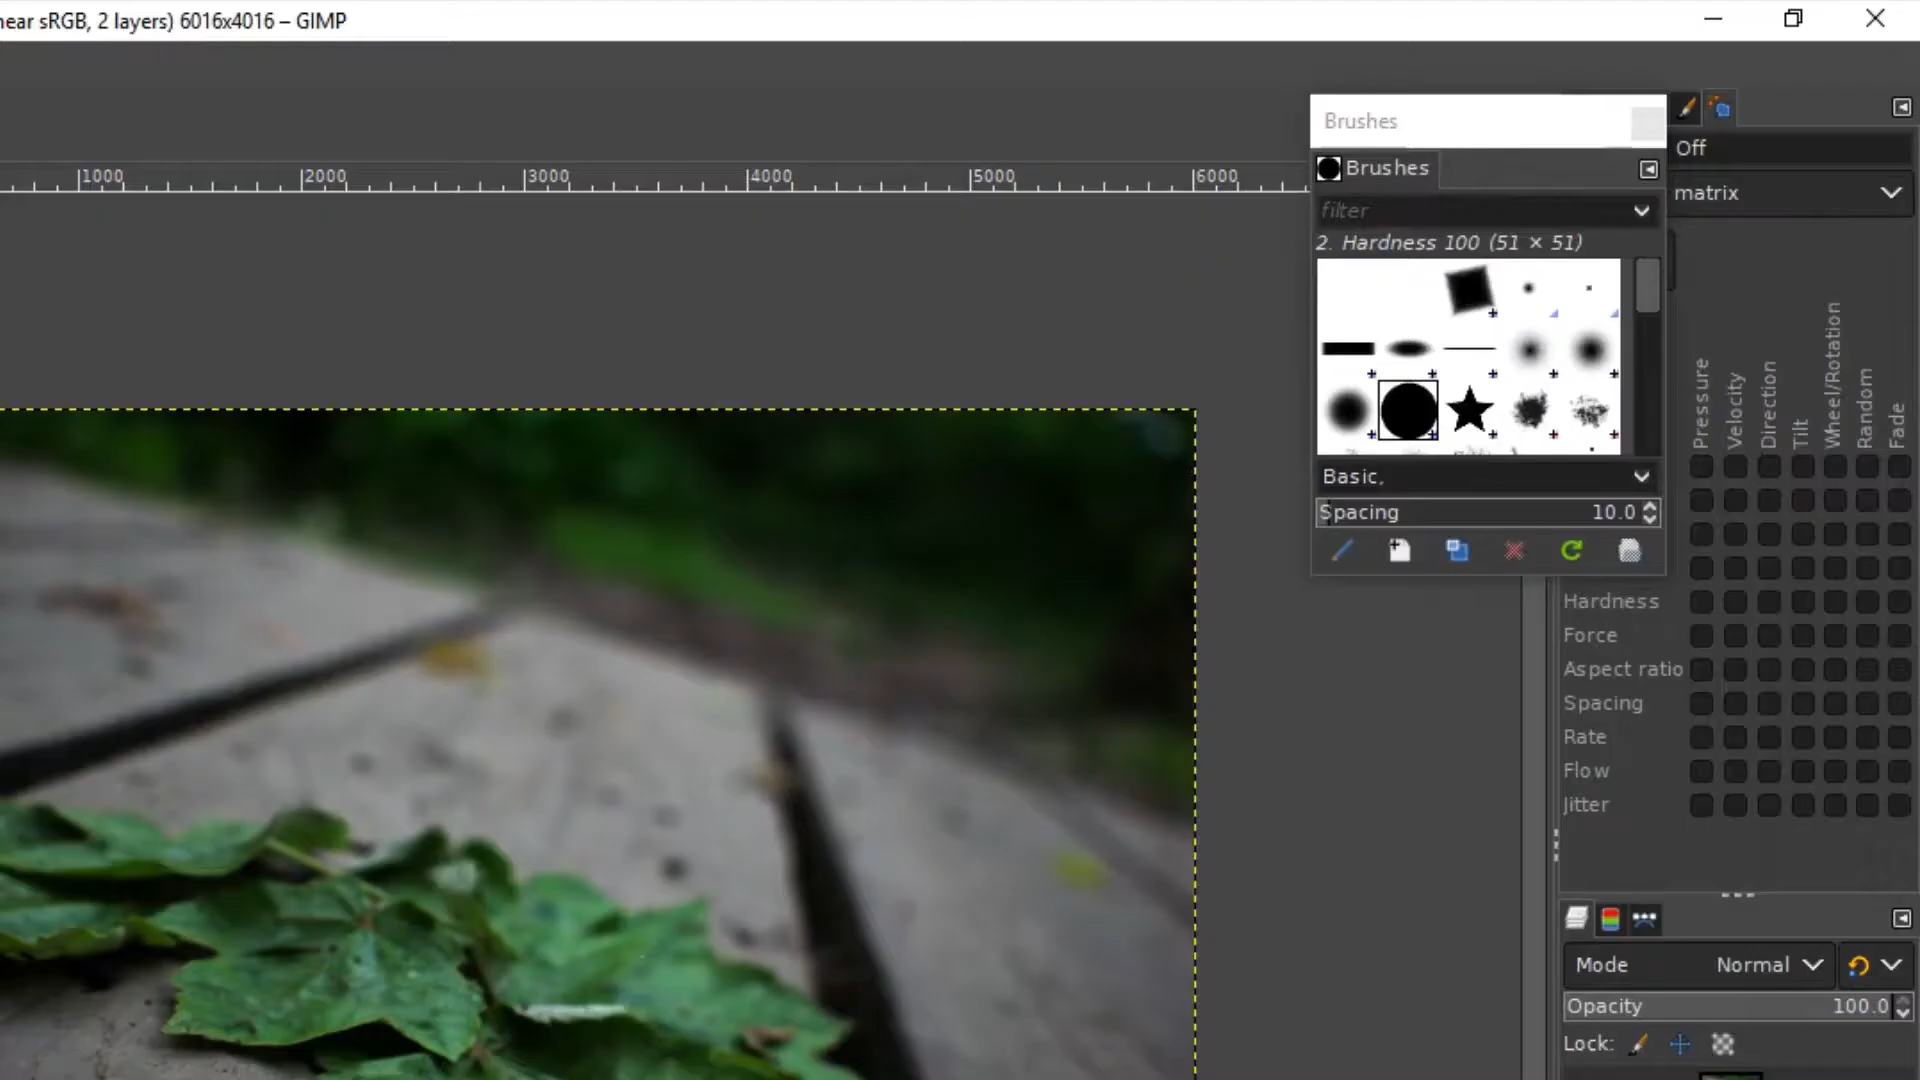 near sRGB, 2 layers) 6016x4016 – GIMP
Brushes
Off
Brushes
1000
2000
3000
4000
5000
6000
matrix
filter
2. Hardness 100 (51 × 51)
Pressure
Velocity
Direction
Tilt
Wheel/Rotation
Random
Fade
Basic,
Spacing 10.0
Hardness
Force
Aspect ratio
Spacing
Rate
Flow
Jitter
Mode Normal
Opacity 100.0
Lock: